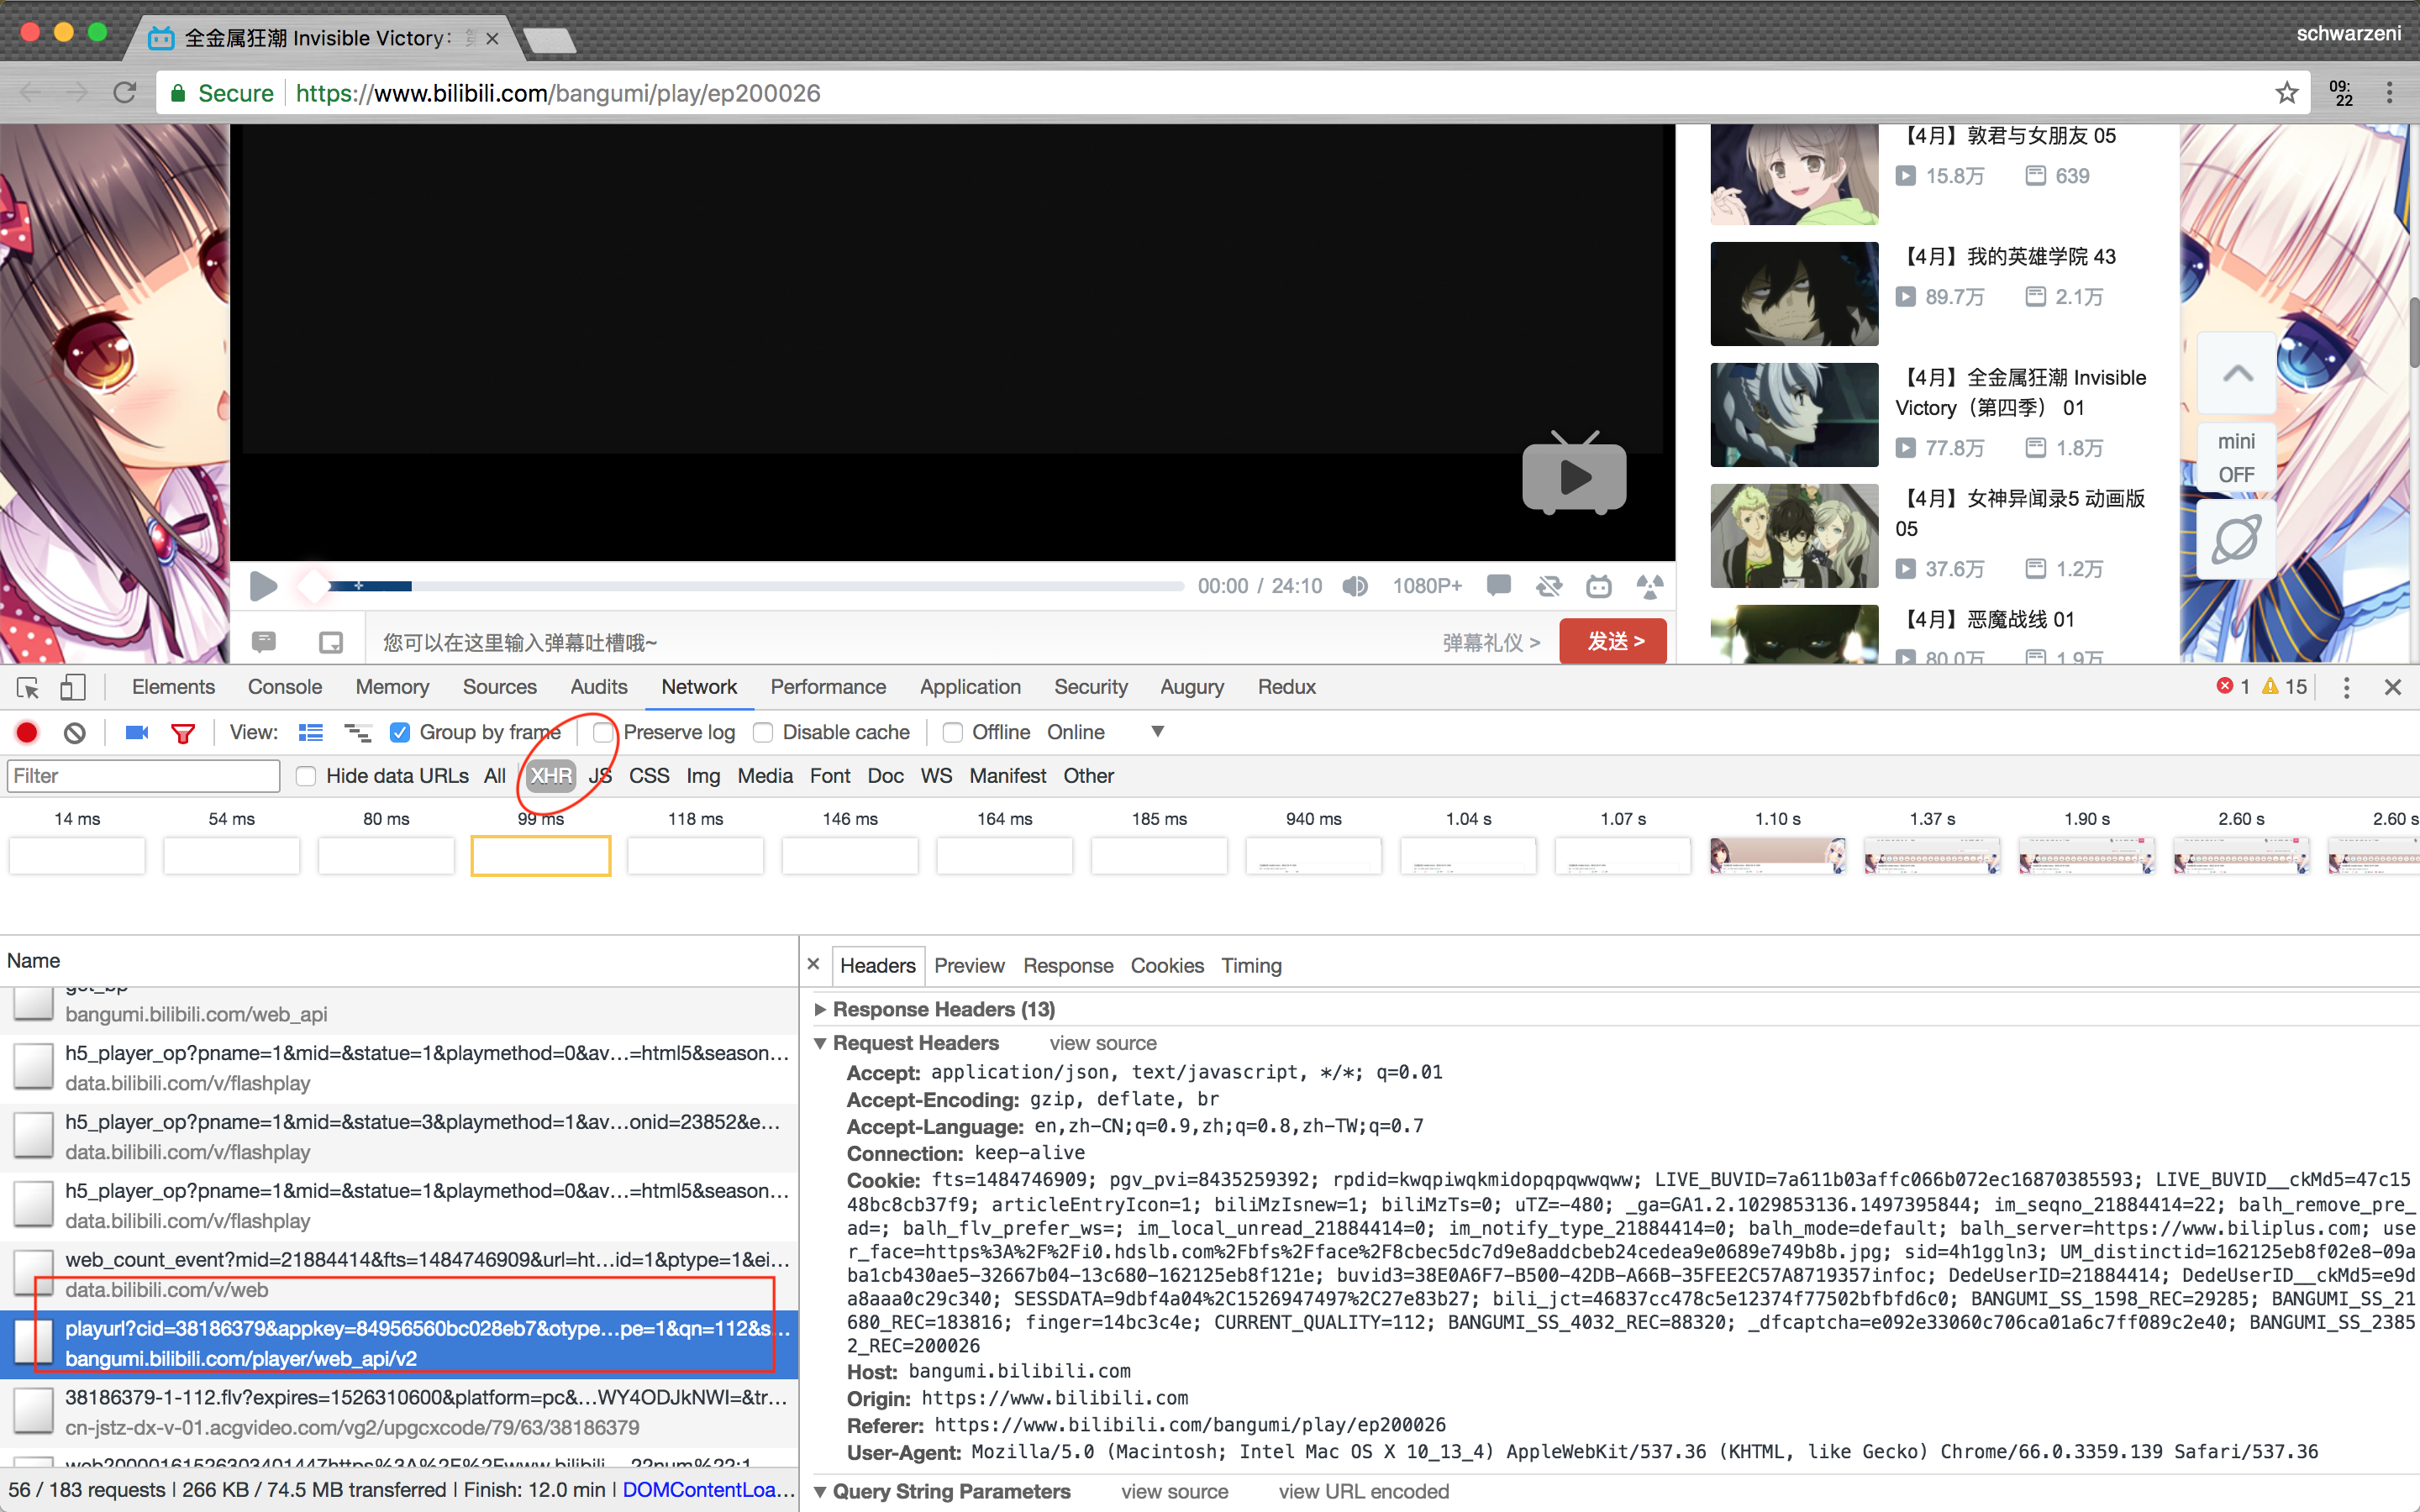 全金属狂潮 Invisible Victory：
schwarzeni
Secure
https://www.bilibili.com/bangumi/play/ep200026
09:
22
【4月】敦君与女朋友 05
15.8万 639
【4月】我的英雄学院 43
89.7万 2.1万
【4月】全金属狂潮 Invisible
Victory（第四季） 01
77.8万 1.8万
【4月】女神异闻录5 动画版
05
37.6万 1.2万
【4月】恶魔战线 01
80.0万 1.9万
mini
OFF
00:00 / 24:10 1080P+
您可以在这里输入弹幕吐槽哦~ 弹幕礼仪 > 发送 >
Elements Console Memory Sources Audits Network Performance Application Security Augury Redux 1 15
View: Group by frame Preserve log Disable cache Offline Online
Filter Hide data URLs All XHR JS CSS Img Media Font Doc WS Manifest Other
14 ms 54 ms 80 ms 99 ms 118 ms 146 ms 164 ms 185 ms 940 ms 1.04 s 1.07 s 1.10 s 1.37 s 1.90 s 2.60 s 2.60 s
Name
get_bp
bangumi.bilibili.com/web_api
h5_player_op?pname=1&mid=&statue=1&playmethod=0&av…=html5&season...
data.bilibili.com/v/flashplay
h5_player_op?pname=1&mid=&statue=3&playmethod=1&av…onid=23852&e...
data.bilibili.com/v/flashplay
h5_player_op?pname=1&mid=&statue=1&playmethod=0&av…=html5&season...
data.bilibili.com/v/flashplay
web_count_event?mid=21884414&fts=1484746909&url=ht…id=1&ptype=1&ei...
data.bilibili.com/v/web
playurl?cid=38186379&appkey=84956560bc028eb7&otype…pe=1&qn=112&s...
bangumi.bilibili.com/player/web_api/v2
38186379-1-112.flv?expires=1526310600&platform=pc&…WY4ODJkNWI=&tr...
cn-jstz-dx-v-01.acgvideo.com/vg2/upgcxcode/79/63/38186379
56 / 183 requests | 266 KB / 74.5 MB transferred | Finish: 12.0 min | DOMContentLoa...
Headers Preview Response Cookies Timing
Response Headers (13)
Request Headers view source
Accept: application/json, text/javascript, */*; q=0.01
Accept-Encoding: gzip, deflate, br
Accept-Language: en,zh-CN;q=0.9,zh;q=0.8,zh-TW;q=0.7
Connection: keep-alive
Cookie: fts=1484746909; pgv_pvi=8435259392; rpdid=kwqpiwqkmidopqpqwwqww; LIVE_BUVID=7a611b03affc066b072ec16870385593; LIVE_BUVID__ckMd5=47c15
48bc8cb37f9; articleEntryIcon=1; biliMzIsnew=1; biliMzTs=0; uTZ=-480; _ga=GA1.2.1029853136.1497395844; im_seqno_21884414=22; balh_remove_pre_
ad=; balh_flv_prefer_ws=; im_local_unread_21884414=0; im_notify_type_21884414=0; balh_mode=default; balh_server=https://www.biliplus.com; use
r_face=https%3A%2F%2Fi0.hdslb.com%2Fbfs%2Fface%2F8cbec5dc7d9e8addcbeb24cedea9e0689e749b8b.jpg; sid=4h1ggln3; UM_distinctid=162125eb8f02e8-09a
ba1cb430ae5-32667b04-13c680-162125eb8f121e; buvid3=38E0A6F7-B500-42DB-A66B-35FEE2C57A8719357infoc; DedeUserID=21884414; DedeUserID__ckMd5=e9d
a8aaa0c29c340; SESSDATA=9dbf4a04%2C1526947497%2C27e83b27; bili_jct=46837cc478c5e12374f77502bfbfd6c0; BANGUMI_SS_1598_REC=29285; BANGUMI_SS_21
680_REC=183816; finger=14bc3c4e; CURRENT_QUALITY=112; BANGUMI_SS_4032_REC=88320; _dfcaptcha=e092e33060c706ca01a6c7ff089c2e40; BANGUMI_SS_2385
2_REC=200026
Host: bangumi.bilibili.com
Origin: https://www.bilibili.com
Referer: https://www.bilibili.com/bangumi/play/ep200026
User-Agent: Mozilla/5.0 (Macintosh; Intel Mac OS X 10_13_4) AppleWebKit/537.36 (KHTML, like Gecko) Chrome/66.0.3359.139 Safari/537.36
Query String Parameters view source view URL encoded